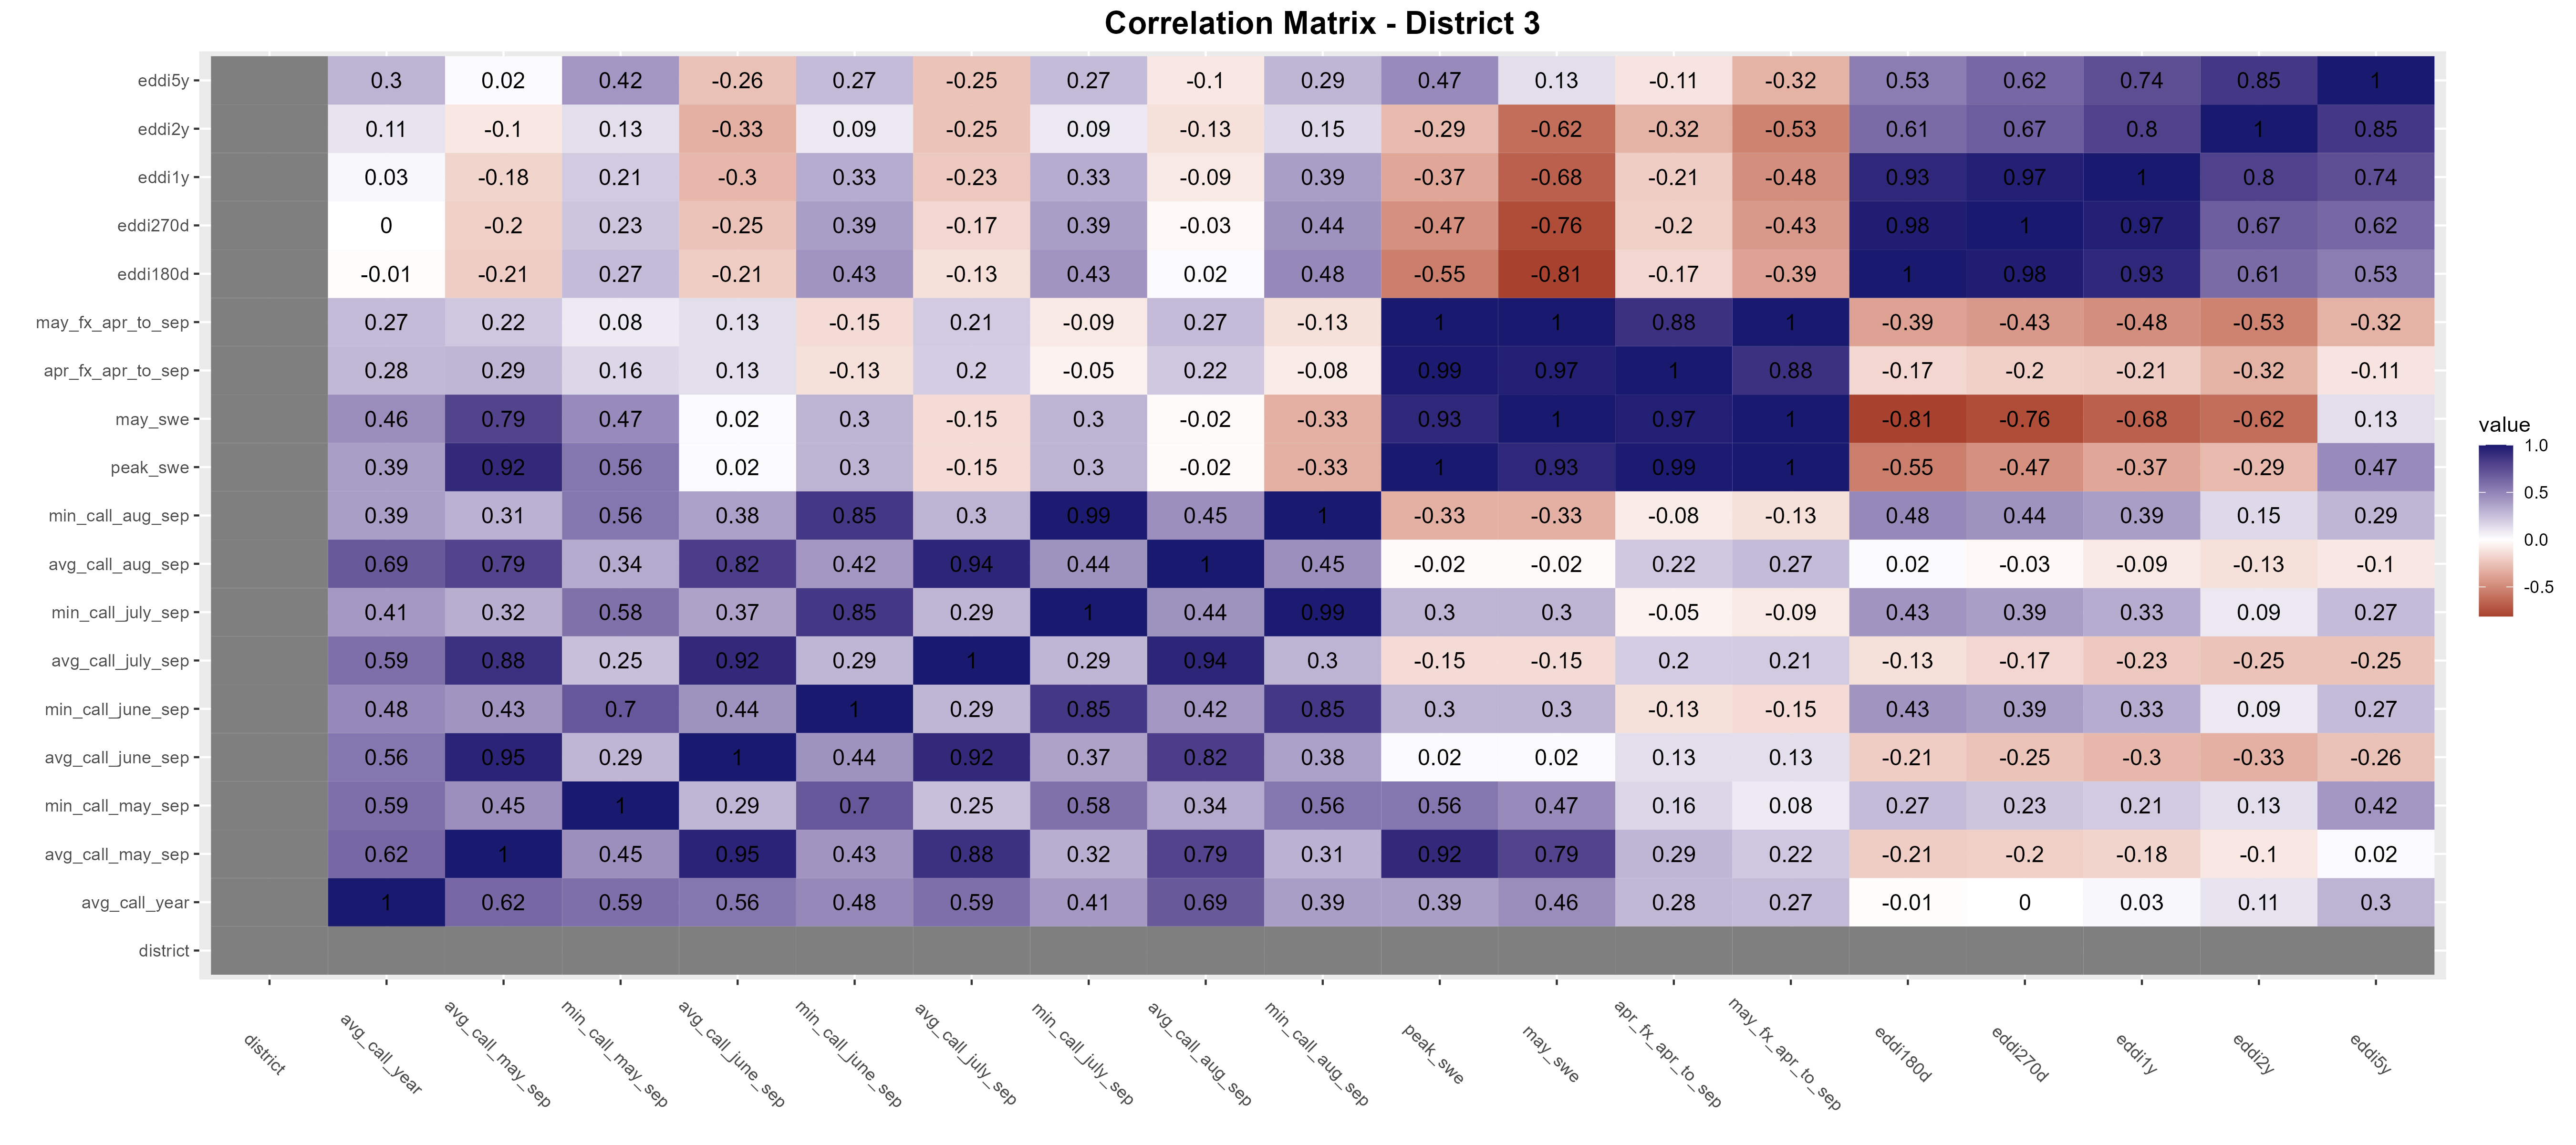 Correlation Matrix - District 3
eddi5y 0.3 0.02 0.42 -0.26 0.27 -0.25 0.27 -0.1 0.29 0.47 0.13 -0.11 -0.32 0.53 0.62 0.74 0.85 1
eddi2y 0.11 -0.1 0.13 -0.33 0.09 -0.25 0.09 -0.13 0.15 -0.29 -0.62 -0.32 -0.53 0.61 0.67 0.8 1 0.85
eddi1y 0.03 -0.18 0.21 -0.3 0.33 -0.23 0.33 -0.09 0.39 -0.37 -0.68 -0.21 -0.48 0.93 0.97 1 0.8 0.74
eddi270d 0 -0.2 0.23 -0.25 0.39 -0.17 0.39 -0.03 0.44 -0.47 -0.76 -0.2 -0.43 0.98 1 0.97 0.67 0.62
eddi180d -0.01 -0.21 0.27 -0.21 0.43 -0.13 0.43 0.02 0.48 -0.55 -0.81 -0.17 -0.39 1 0.98 0.93 0.61 0.53
may_fx_apr_to_sep 0.27 0.22 0.08 0.13 -0.15 0.21 -0.09 0.27 -0.13 1 1 0.88 1 -0.39 -0.43 -0.48 -0.53 -0.32
apr_fx_apr_to_sep 0.28 0.29 0.16 0.13 -0.13 0.2 -0.05 0.22 -0.08 0.99 0.97 1 0.88 -0.17 -0.2 -0.21 -0.32 -0.11
may_swe 0.46 0.79 0.47 0.02 0.3 -0.15 0.3 -0.02 -0.33 0.93 1 0.97 1 -0.81 -0.76 -0.68 -0.62 0.13
peak_swe 0.39 0.92 0.56 0.02 0.3 -0.15 0.3 -0.02 -0.33 1 0.93 0.99 1 -0.55 -0.47 -0.37 -0.29 0.47
min_call_aug_sep 0.39 0.31 0.56 0.38 0.85 0.3 0.99 0.45 1 -0.33 -0.33 -0.08 -0.13 0.48 0.44 0.39 0.15 0.29
avg_call_aug_sep 0.69 0.79 0.34 0.82 0.42 0.94 0.44 1 0.45 -0.02 -0.02 0.22 0.27 0.02 -0.03 -0.09 -0.13 -0.1
min_call_july_sep 0.41 0.32 0.58 0.37 0.85 0.29 1 0.44 0.99 0.3 0.3 -0.05 -0.09 0.43 0.39 0.33 0.09 0.27
avg_call_july_sep 0.59 0.88 0.25 0.92 0.29 1 0.29 0.94 0.3 -0.15 -0.15 0.2 0.21 -0.13 -0.17 -0.23 -0.25 -0.25
min_call_june_sep 0.48 0.43 0.7 0.44 1 0.29 0.85 0.42 0.85 0.3 0.3 -0.13 -0.15 0.43 0.39 0.33 0.09 0.27
avg_call_june_sep 0.56 0.95 0.29 1 0.44 0.92 0.37 0.82 0.38 0.02 0.02 0.13 0.13 -0.21 -0.25 -0.3 -0.33 -0.26
min_call_may_sep 0.59 0.45 1 0.29 0.7 0.25 0.58 0.34 0.56 0.56 0.47 0.16 0.08 0.27 0.23 0.21 0.13 0.42
avg_call_may_sep 0.62 1 0.45 0.95 0.43 0.88 0.32 0.79 0.31 0.92 0.79 0.29 0.22 -0.21 -0.2 -0.18 -0.1 0.02
avg_call_year 1 0.62 0.59 0.56 0.48 0.59 0.41 0.69 0.39 0.39 0.46 0.28 0.27 -0.01 0 0.03 0.11 0.3
district
district avg_call_year avg_call_may_sep min_call_may_sep avg_call_june_sep min_call_june_sep avg_call_july_sep min_call_july_sep avg_call_aug_sep min_call_aug_sep peak_swe may_swe apr_fx_apr_to_sep may_fx_apr_to_sep eddi180d eddi270d eddi1y eddi2y eddi5y
value
1.0
0.5
0.0
-0.5